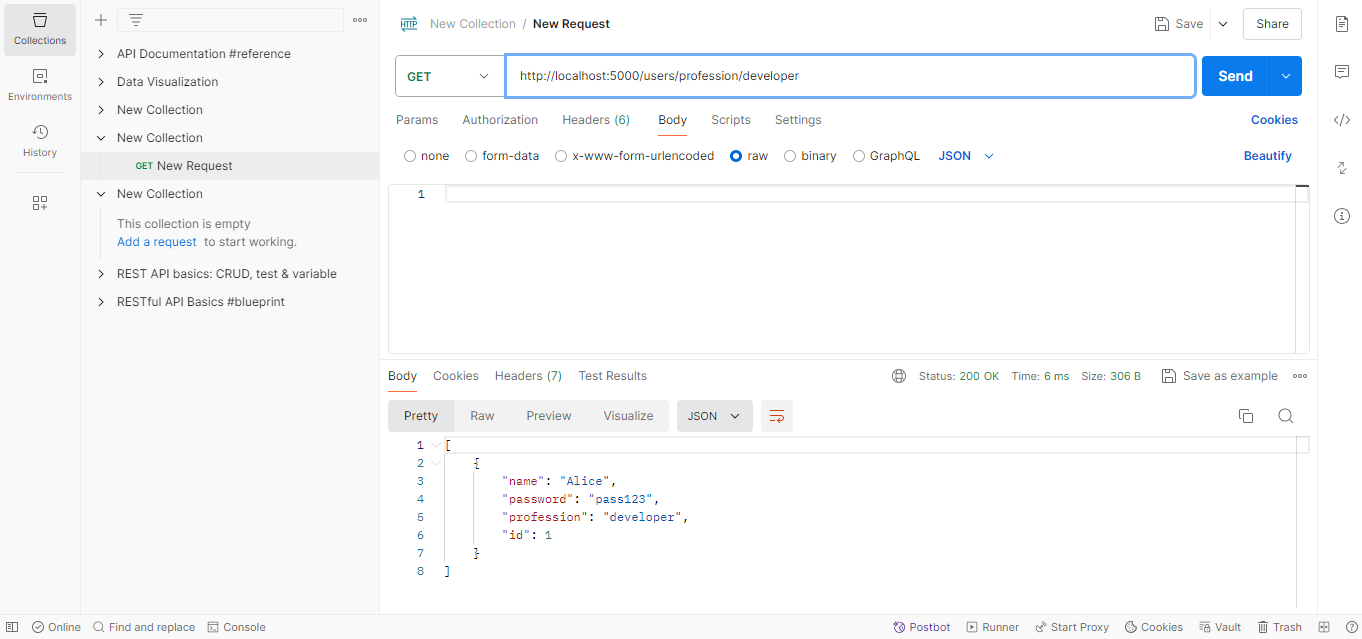 Collections
Environments
History
API Documentation #reference
Data Visualization
New Collection
New Collection
GET New Request
New Collection
This collection is empty
Add a request to start working.
REST API basics: CRUD, test & variable
RESTful API Basics #blueprint
HTTP New Collection / New Request
Save
Share
GET
http://localhost:5000/users/profession/developer
Send
Params Authorization Headers (6) Body Scripts Settings Cookies
none form-data x-www-form-urlencoded raw binary GraphQL JSON Beautify
1
Body Cookies Headers (7) Test Results Status: 200 OK Time: 6 ms Size: 306 B Save as example
Pretty Raw Preview Visualize JSON
1 [
2 {
3 "name": "Alice",
4 "password": "pass123",
5 "profession": "developer",
6 "id": 1
7 }
8 ]
Online Find and replace Console Postbot Runner Start Proxy Cookies Vault Trash